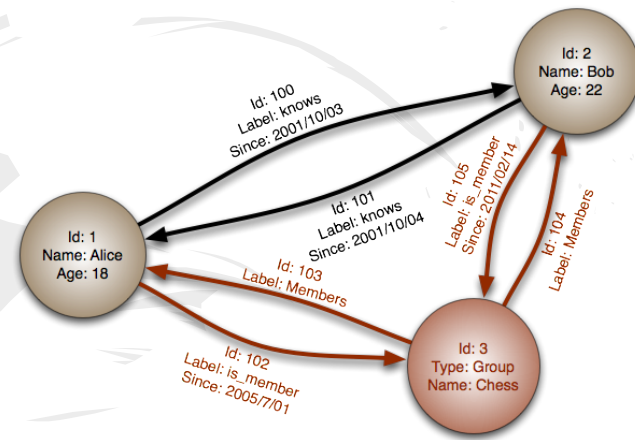 Id: 2
Name: Bob
Age: 22
Id: 100
Label: knows
Since: 2001/10/03
Id: 101
Label: knows
Since: 2001/10/04
Id: 105
Label: is_member
Since: 2011/02/14
Id: 104
Label: Members
Id: 1
Name: Alice
Age: 18
Id: 103
Label: Members
Id: 102
Label: is_member
Since: 2005/7/01
Id: 3
Type: Group
Name: Chess